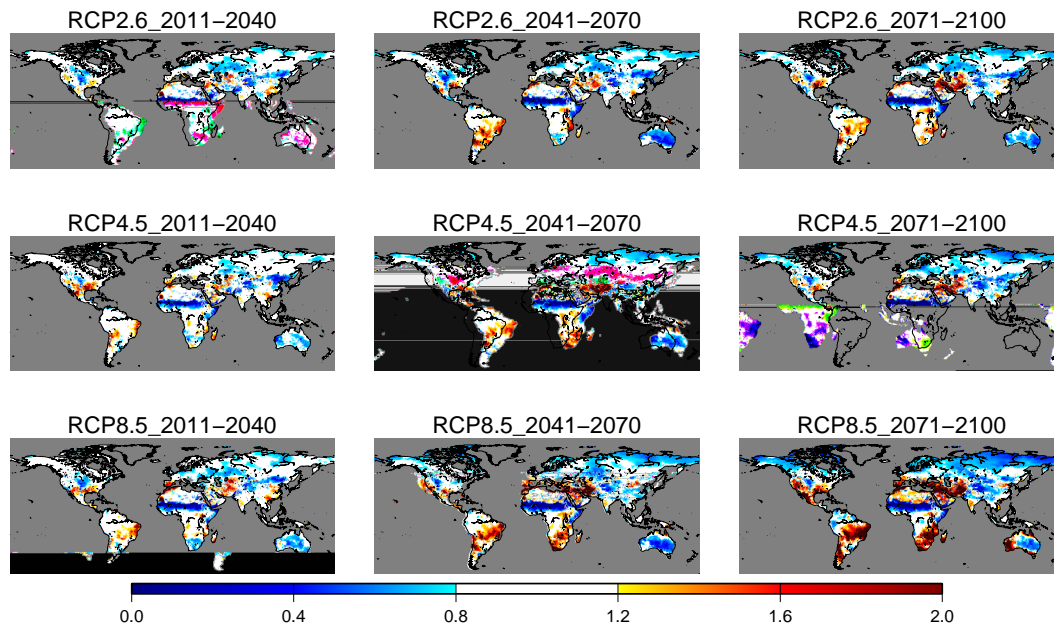 RCP2.6_2011−2040
RCP2.6_2041−2070
RCP2.6_2071−2100
RCP4.5_2011−2040
RCP4.5_2041−2070
RCP4.5_2071−2100
RCP8.5_2011−2040
RCP8.5_2041−2070
RCP8.5_2071−2100
0.0 0.4 0.8 1.2 1.6 2.0